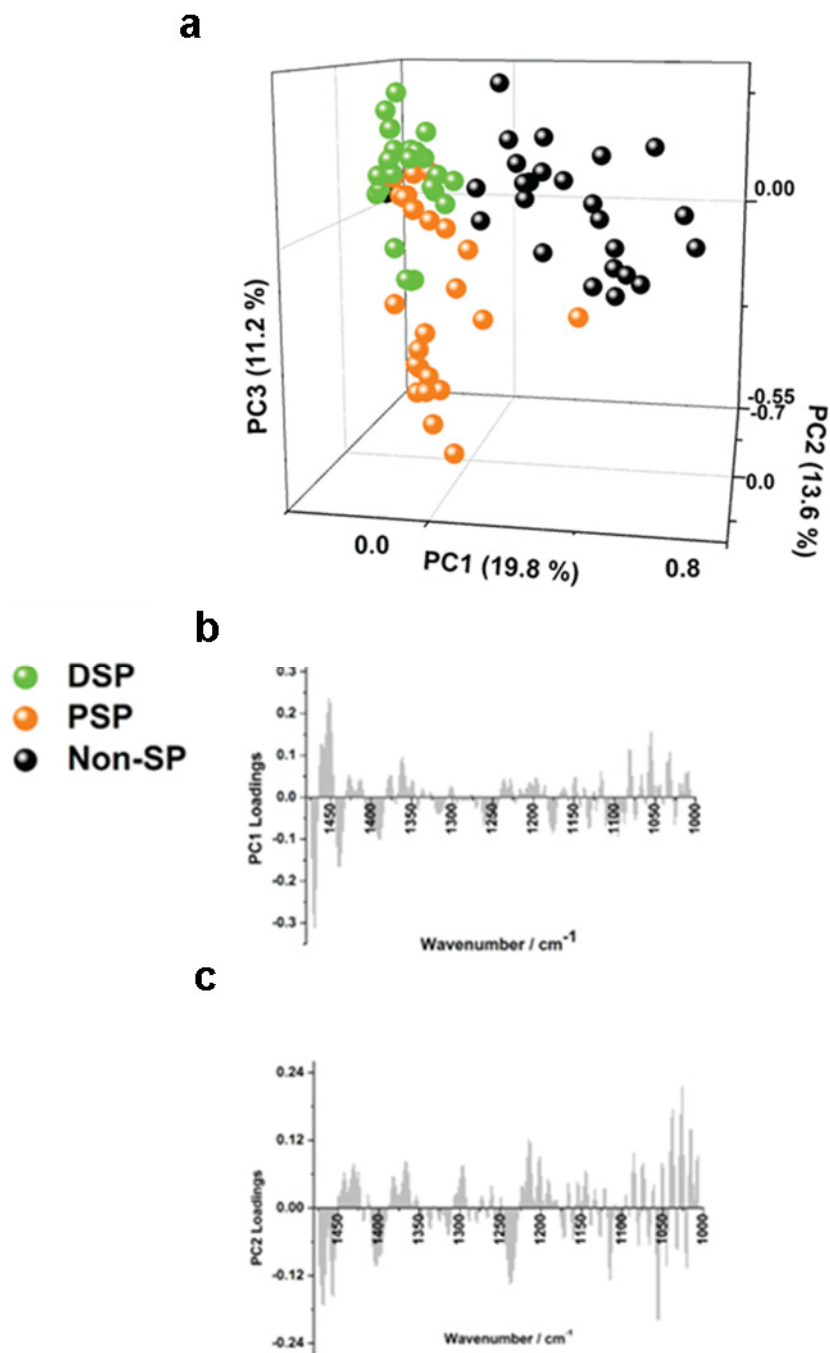 a
0.00
PC3 (11.2 %)
-0.55
-0.7
PC2 (13.6 %)
0.0
0.0
PC1 (19.8 %)
0.8
b
DSP
PSP
Non-SP
0.3
0.2
0.1
0.0
-0.1
-0.2
-0.3
PC1 Loadings
1450
1400
1350
1300
1250
1200
1150
1100
1050
1000
Wavenumber / cm-1
c
0.24
0.12
0.00
-0.12
-0.24
PC2 Loadings
1450
1400
1350
1300
1250
1200
1150
1100
1050
1000
Wavenumber / cm-1